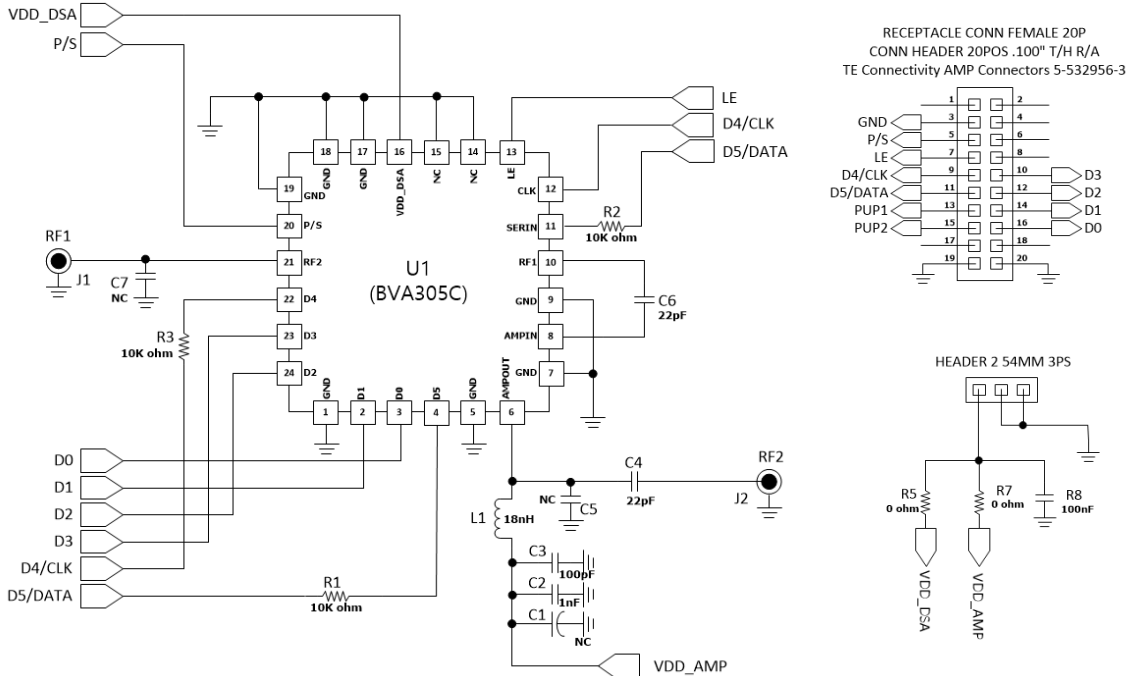 VDD_DSA
P/S
RECEPTACLE CONN FEMALE 20P
CONN HEADER 20POS .100" T/H R/A
TE Connectivity AMP Connectors 5-532956-3
LE
D4/CLK
D5/DATA
18 17 16 15 14 13
GND GND VDD_DSA NC NC LE
19 GND
20 P/S
21 RF2
22 D4
23 D3
24 D2
CLK 12
SERIN 11
RF1 10
GND 9
AMPIN 8
GND 7
U1
(BVA305C)
R2
10K ohm
RF1
J1
C7
NC
C6
22pF
R3
10K ohm
GND D1 D0 D5 GND AMPOUT
1 2 3 4 5 6
1 2
GND 3 4
P/S 5 6
LE 7 8
D4/CLK 9 10 D3
D5/DATA 11 12 D2
PUP1 13 14 D1
PUP2 15 16 D0
17 18
19 20
HEADER 2 54MM 3PS
D0
D1
D2
D3
D4/CLK
D5/DATA
R1
10K ohm
C4
22pF
RF2
J2
NC
C5
L1
18nH
C3
100pF
C2
1nF
C1
NC
VDD_AMP
R5
0 ohm
R7
0 ohm
R8
100nF
VDD_DSA
VDD_AMP